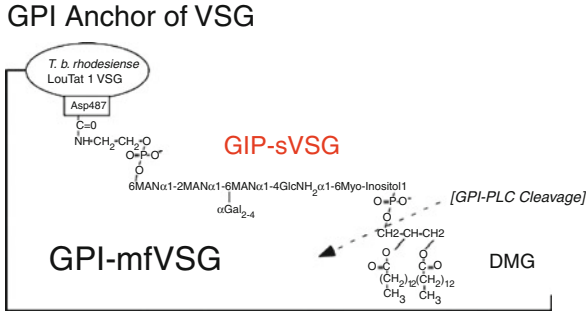 GPI Anchor of VSG
T. b. rhodesiense
LouTat 1 VSG
Asp487
C=0
NH-CH2-CH2-O
O=P-O-
O
GIP-sVSG
6MANα1-2MANα1-6MANα1-4GlcNH2α1-6Myo-Inositol1
αGal2-4
O=P-O-
O
[GPI-PLC Cleavage]
CH2-CH-CH2
GPI-mfVSG
O O
O=C C=O
DMG
(CH2)12(CH2)12
CH3 CH3